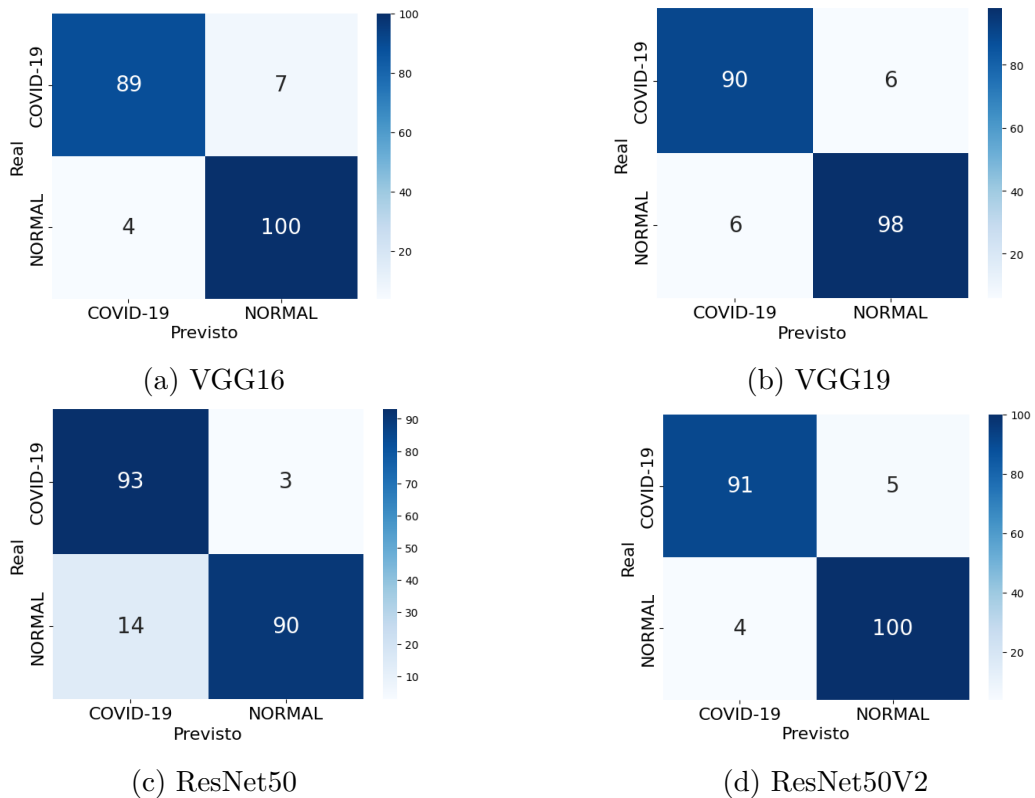 100
COVID-19
89
7
80
60
Real
40
NORMAL
4
100
20
COVID-19
NORMAL
Previsto
(a) VGG16
COVID-19
90
6
80
60
Real
40
NORMAL
6
98
20
COVID-19
NORMAL
Previsto
(b) VGG19
90
COVID-19
93
3
80
70
60
Real
50
40
NORMAL
14
90
30
20
10
COVID-19
NORMAL
Previsto
(c) ResNet50
100
COVID-19
91
5
80
60
Real
40
NORMAL
4
100
20
COVID-19
NORMAL
Previsto
(d) ResNet50V2